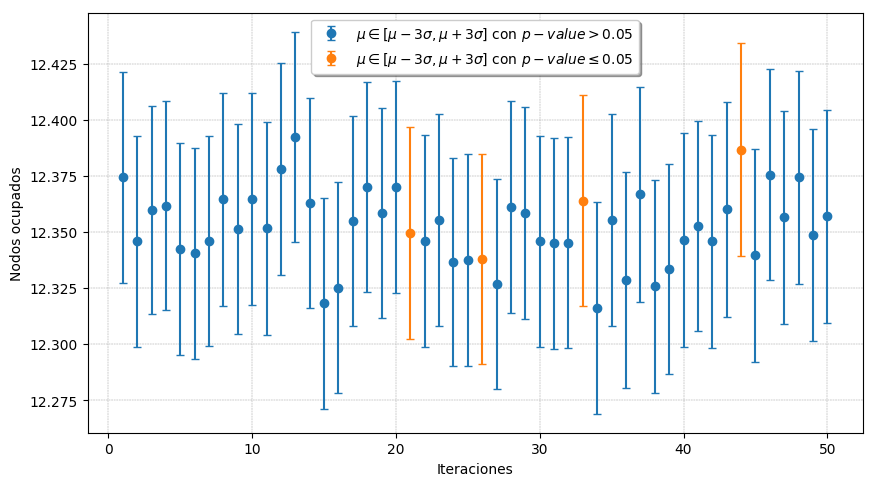 μ ∈ [μ − 3σ, μ + 3σ] con p − value > 0.05
μ ∈ [μ − 3σ, μ + 3σ] con p − value ≤ 0.05
12.425
12.400
12.375
12.350
12.325
12.300
12.275
Nodos ocupados
0 10 20 30 40 50
Iteraciones